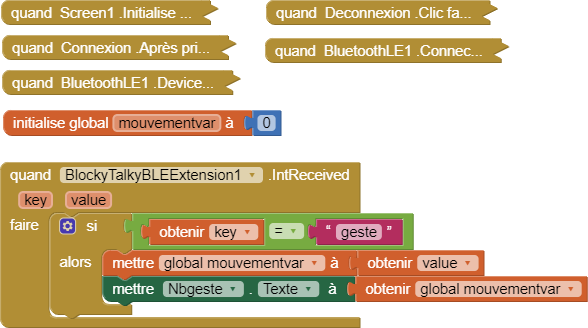 quand Screen1 .Initialise ...
quand Deconnexion .Clic fa...
quand Connexion .Après pri...
quand BluetoothLE1 .Connec...
quand BluetoothLE1 .Device...
initialise global mouvementvar à 0
quand BlockyTalkyBLEExtension1 .IntReceived
key value
faire si obtenir key = “ geste ”
alors mettre global mouvementvar à obtenir value
mettre Nbgeste . Texte à obtenir global mouvementvar